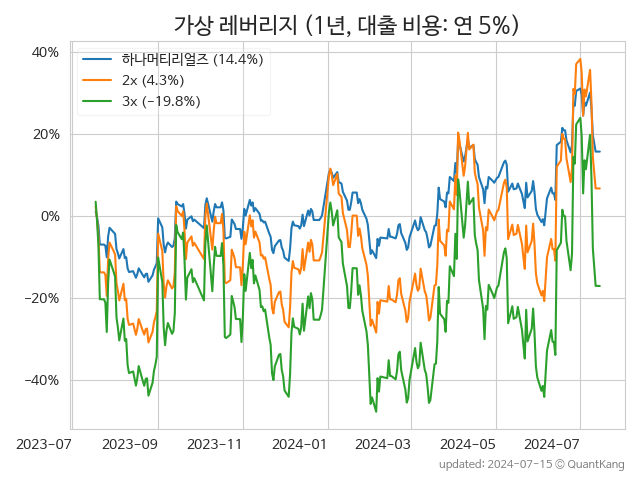 가상 레버리지 (1년, 대출 비용: 연 5%)
하나머티리얼즈 (14.4%)
2x (4.3%)
3x (−19.8%)
40%
20%
0%
−20%
−40%
2023-07 2023-09 2023-11 2024-01 2024-03 2024-05 2024-07
updated: 2024-07-15 © QuantKang